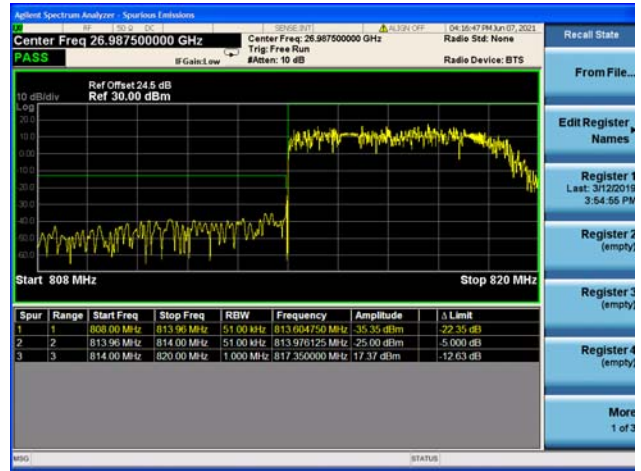 Agilent Spectrum Analyzer - Spurious Emissions
RF 50 Ω DC SENSE:INT ALIGN OFF 04:16:47 PM Jun 07, 2021
Center Freq 26.987500000 GHz Center Freq: 26.987500000 GHz Radio Std: None
Trig: Free Run
PASS IFGain:Low #Atten: 10 dB Radio Device: BTS
Ref Offset 24.5 dB
10 dB/div Ref 30.00 dBm
Log
20.0
10.0
0.00
Start 808 MHz Stop 820 MHz
Spur Range Start Freq Stop Freq RBW Frequency Amplitude Δ Limit
1 1 808.00 MHz 813.96 MHz 51.00 kHz 813.604750 MHz -35.35 dBm -22.35 dB
2 2 813.96 MHz 814.00 MHz 51.00 kHz 813.976125 MHz -25.00 dBm -5.000 dB
3 3 814.00 MHz 820.00 MHz 1.000 MHz 817.350000 MHz 17.37 dBm -12.63 dB
MSG STATUS
Recall State
From File...
Edit Register
Names
Register 1
Last: 3/12/2019
3:54:55 PM
Register 2
(empty)
Register 3
(empty)
Register 4
(empty)
More
1 of 3